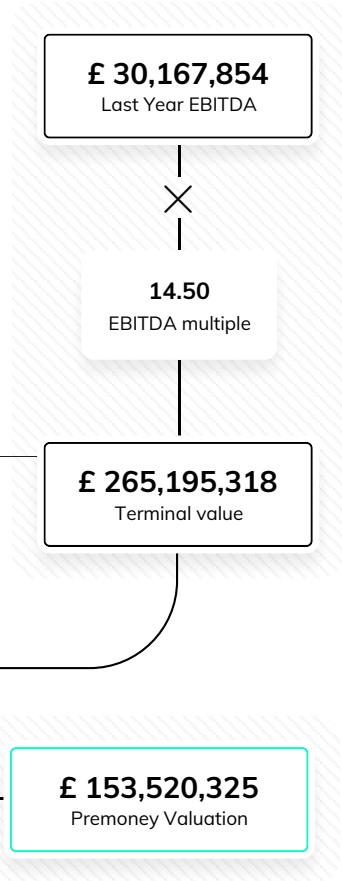 £ 30,167,854
Last Year EBITDA
14.50
EBITDA multiple
£ 265,195,318
Terminal value
£ 153,520,325
Premoney Valuation